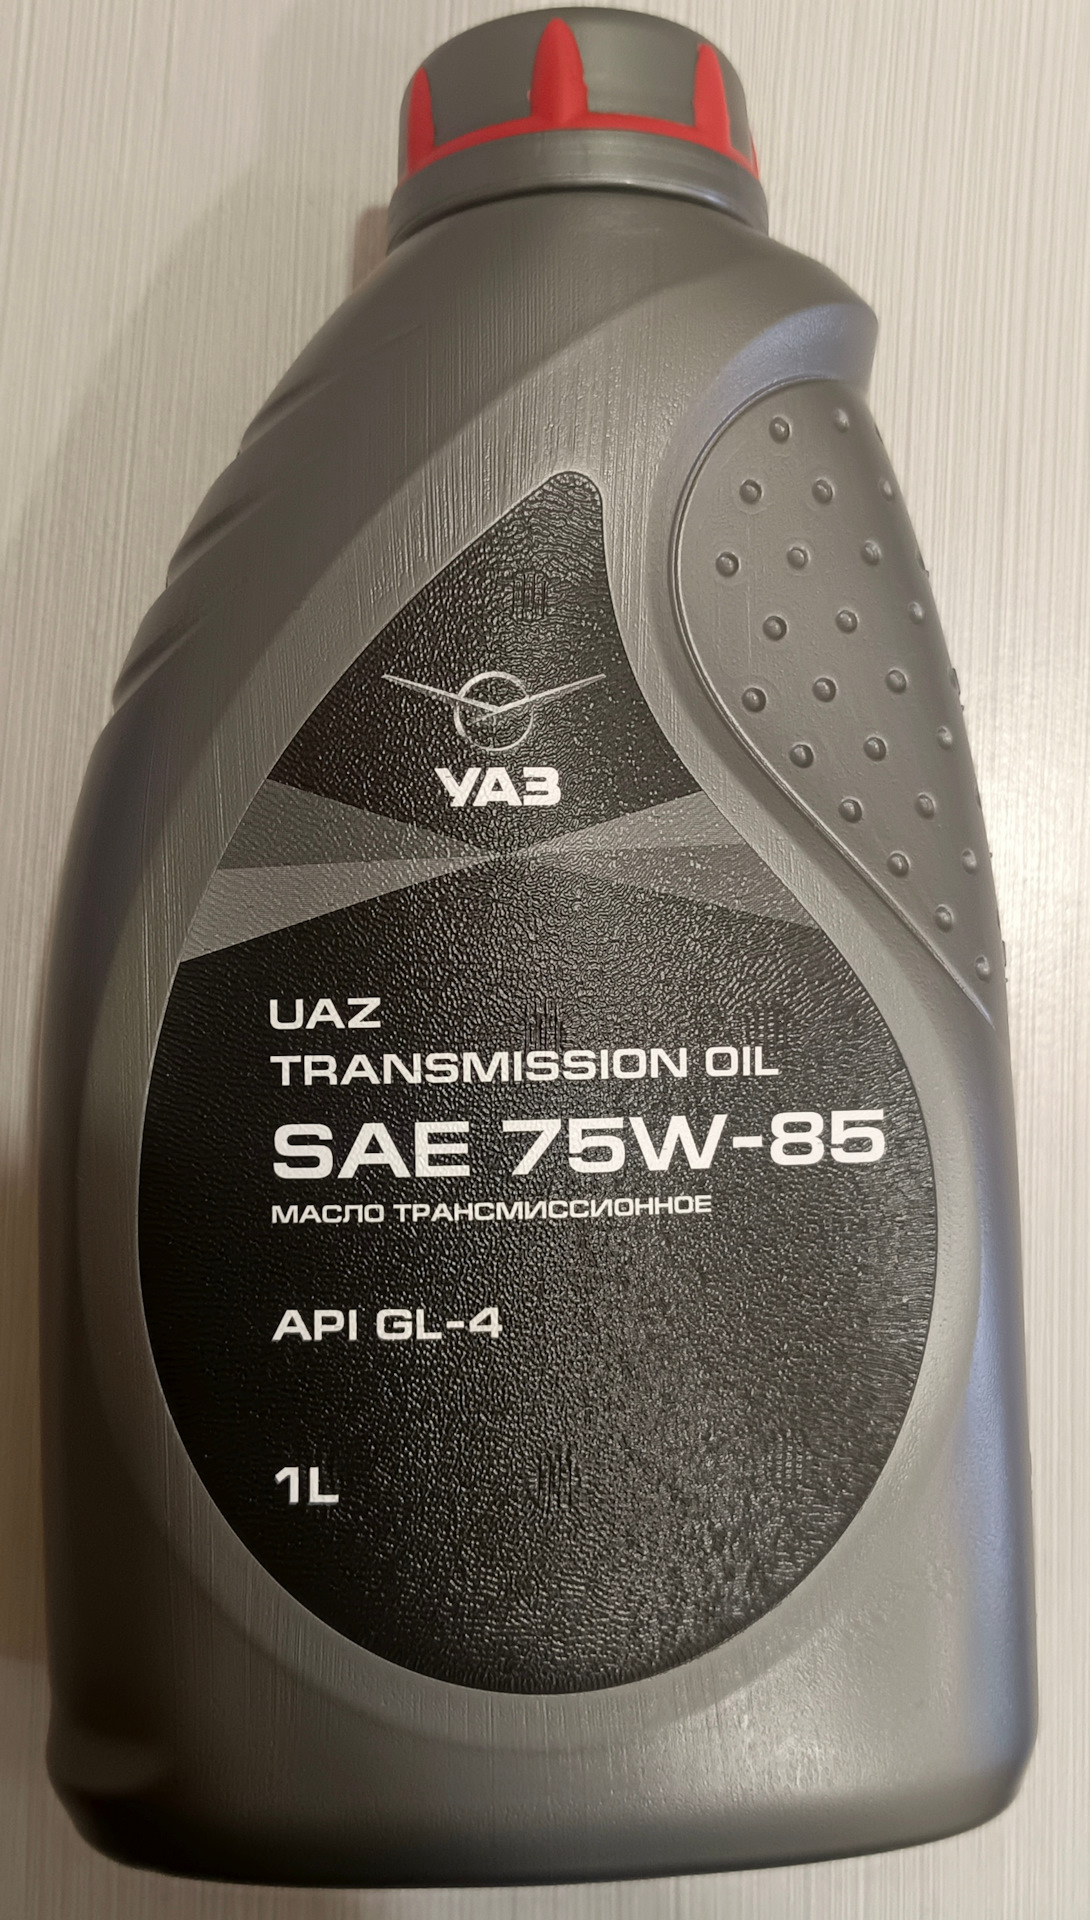 УАЗ
UAZ
TRANSMISSION OIL
SAE 75W-85
МАСЛО ТРАНСМИССИОННОЕ
API GL-4
1L